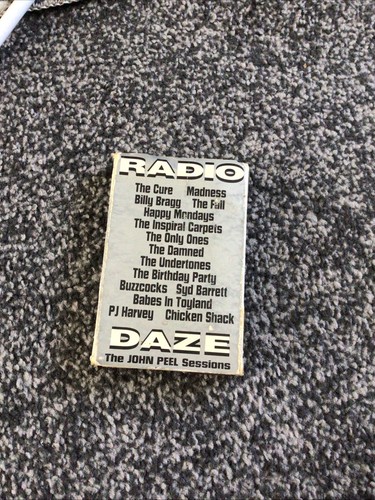 RADIO
The Cure Madness
Billy Bragg The Fall
Happy Mondays
The Inspiral Carpets
The Only Ones
The Damned
The Undertones
The Birthday Party
Buzzcocks Syd Barrett
Babes In Toyland
PJ Harvey Chicken Shack
DAZE
The JOHN PEEL Sessions